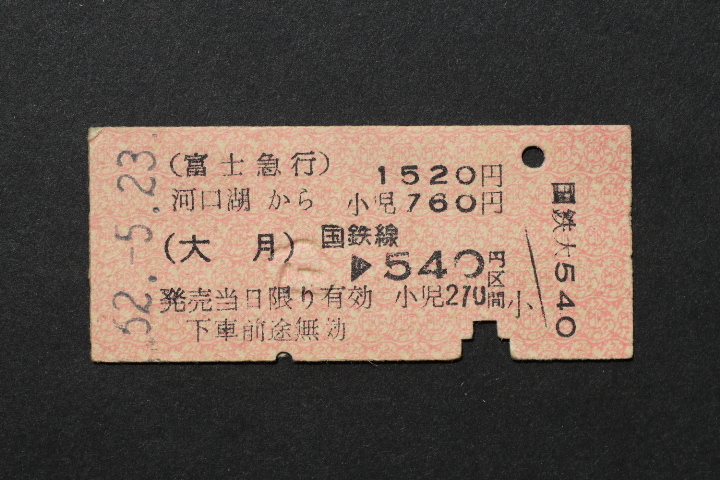 62.-5.23.
(富士急行) 1520円
河口湖 から 小児 760円
(大月) 国鉄線 ▶540円区間
発売当日限り有効 小児270
下車前途無効
小
国鉄大540